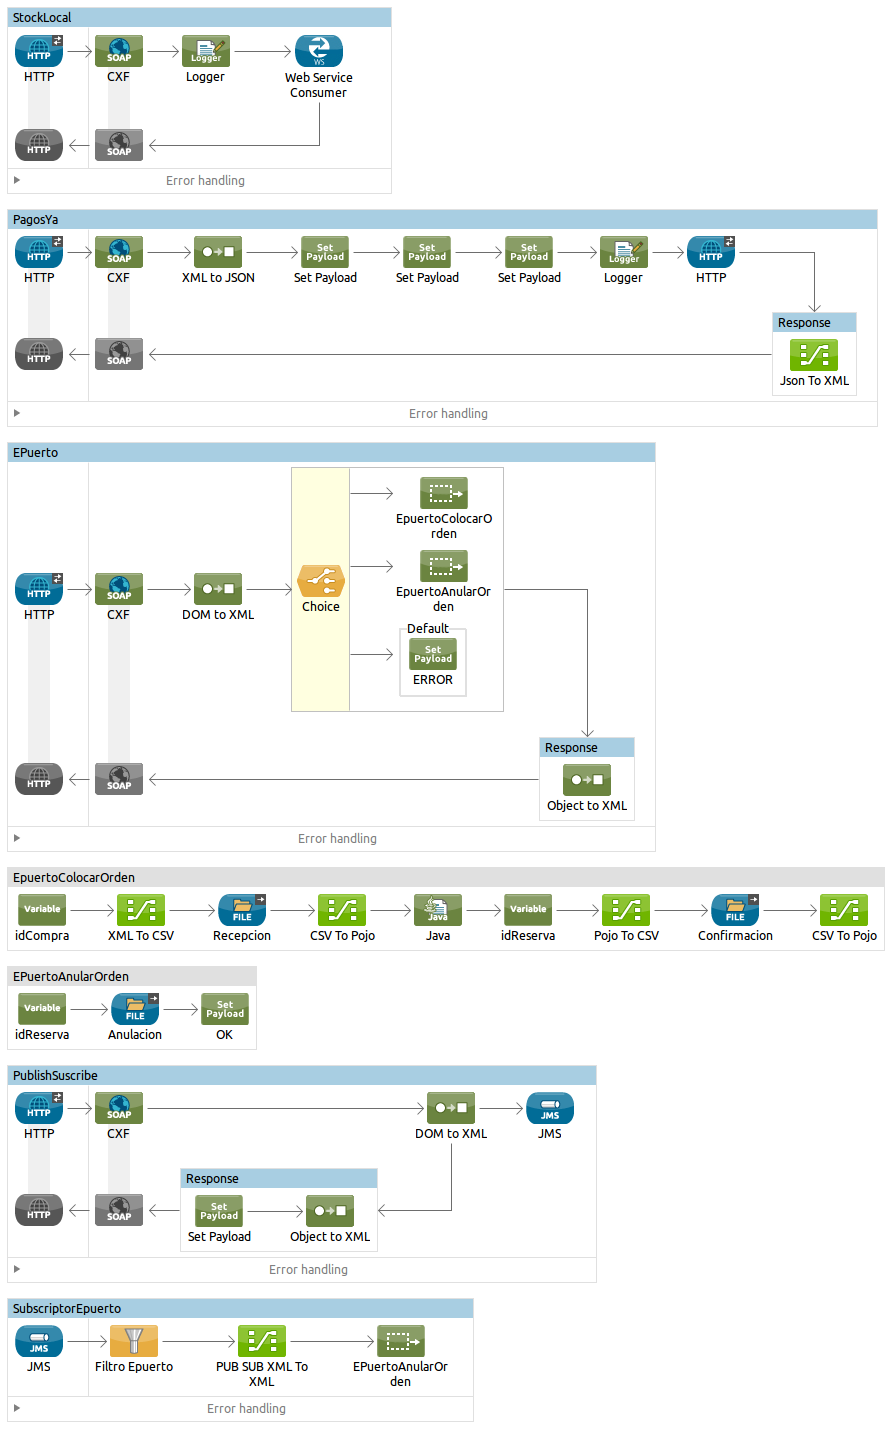 StockLocal
HTTP SOAP Logger WS
HTTP CXF Logger Web Service
Consumer
HTTP SOAP
Error handling
PagosYa
HTTP SOAP Set Payload Set Payload Set Payload Logger HTTP
HTTP CXF XML to JSON Set Payload Set Payload Set Payload Logger HTTP
Response
HTTP SOAP
Json To XML
Error handling
EPuerto
EpuertoColocarO
rden
HTTP SOAP
HTTP CXF DOM to XML Choice EpuertoAnularOr
den
Default
Set Payload
ERROR
Response
HTTP SOAP
Object to XML
Error handling
EpuertoColocarOrden
Variable FILE Java Variable FILE
idCompra XML To CSV Recepcion CSV To Pojo Java idReserva Pojo To CSV Confirmacion CSV To Pojo
EPuertoAnularOrden
Variable FILE Set Payload
idReserva Anulacion OK
PublishSuscribe
HTTP SOAP JMS
HTTP CXF DOM to XML JMS
Response
HTTP SOAP Set Payload
Set Payload Object to XML
Error handling
SubscriptorEpuerto
JMS
JMS Filtro Epuerto PUB SUB XML To
XML
EPuertoAnularOr
den
Error handling